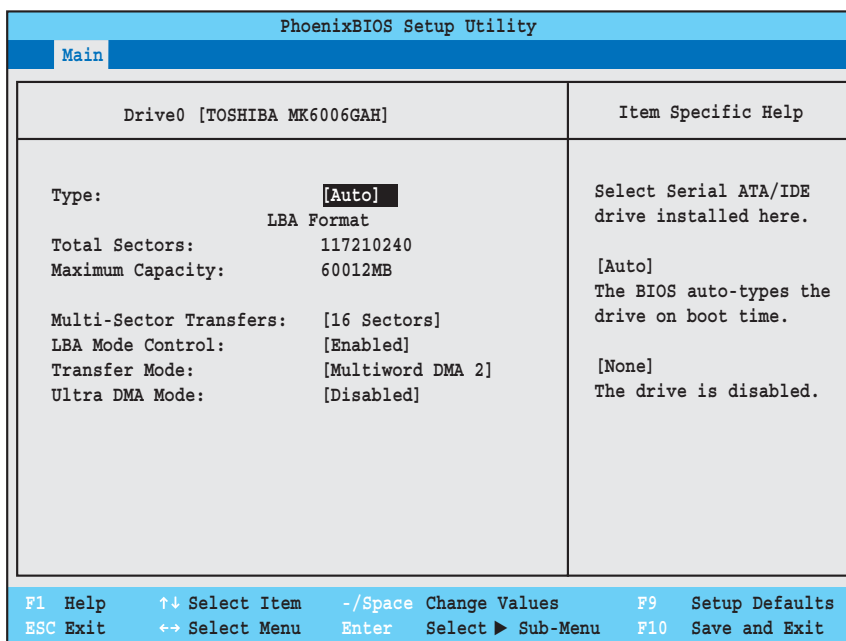 PhoenixBIOS Setup Utility
Main
Drive0 [TOSHIBA MK6006GAH]
Item Specific Help
Type: [Auto]
LBA Format
Total Sectors: 117210240
Maximum Capacity: 60012MB
Multi-Sector Transfers: [16 Sectors]
LBA Mode Control: [Enabled]
Transfer Mode: [Multiword DMA 2]
Ultra DMA Mode: [Disabled]
Select Serial ATA/IDE
drive installed here.
[Auto]
The BIOS auto-types the
drive on boot time.
[None]
The drive is disabled.
F1 Help ↑↓ Select Item -/Space Change Values F9 Setup Defaults
ESC Exit ←→ Select Menu Enter Select ▶ Sub-Menu F10 Save and Exit